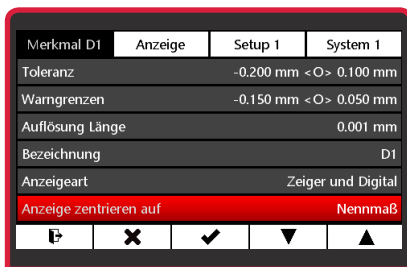 Merkmal D1 Anzeige Setup 1 System 1
Toleranz -0.200 mm <O> 0.100 mm
Warngrenzen -0.150 mm <O> 0.050 mm
Auflösung Länge 0.001 mm
Bezeichnung D1
Anzeigeart Zeiger und Digital
Anzeige zentrieren auf Nennmaß